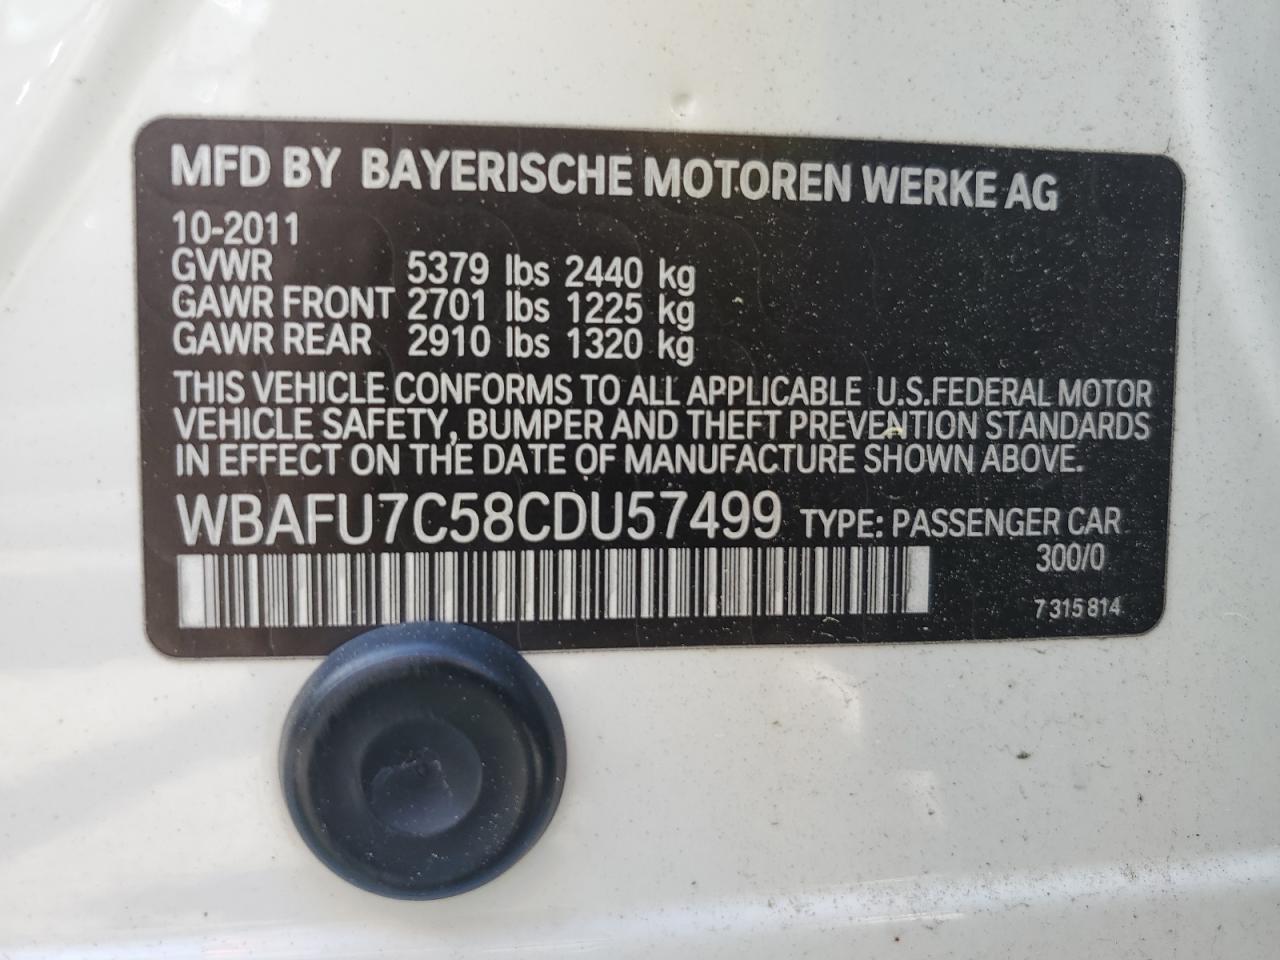 MFD BY BAYERISCHE MOTOREN WERKE AG
10-2011
GVWR 5379 lbs 2440 kg
GAWR FRONT 2701 lbs 1225 kg
GAWR REAR 2910 lbs 1320 kg
THIS VEHICLE CONFORMS TO ALL APPLICABLE U.S.FEDERAL MOTOR
VEHICLE SAFETY, BUMPER AND THEFT PREVENTION STANDARDS
IN EFFECT ON THE DATE OF MANUFACTURE SHOWN ABOVE.
WBAFU7C58CDU57499 TYPE: PASSENGER CAR
300/0
7 315 814